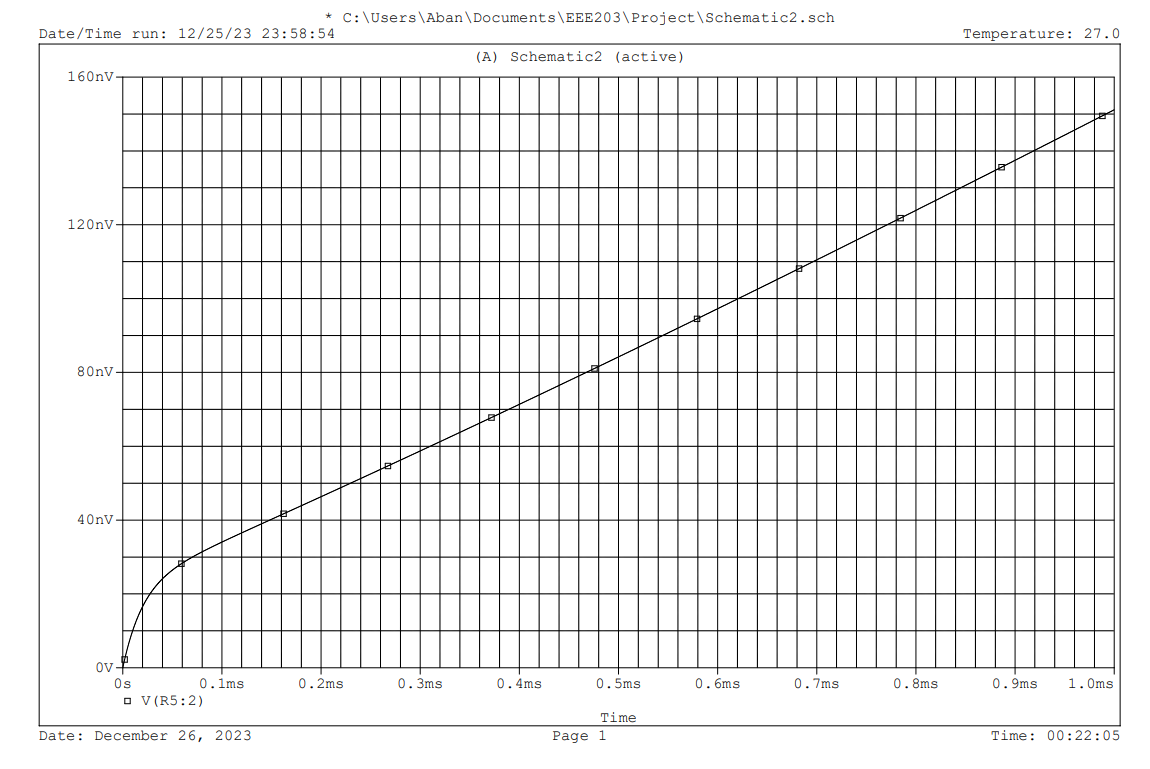 * C:\Users\Aban\Documents\EEE203\Project\Schematic2.sch
Date/Time run: 12/25/23 23:58:54 Temperature: 27.0
(A) Schematic2 (active)
160nV
120nV
80nV
40nV
0V
0s 0.1ms 0.2ms 0.3ms 0.4ms 0.5ms 0.6ms 0.7ms 0.8ms 0.9ms 1.0ms
V(R5:2)
Time
Date: December 26, 2023 Page 1 Time: 00:22:05